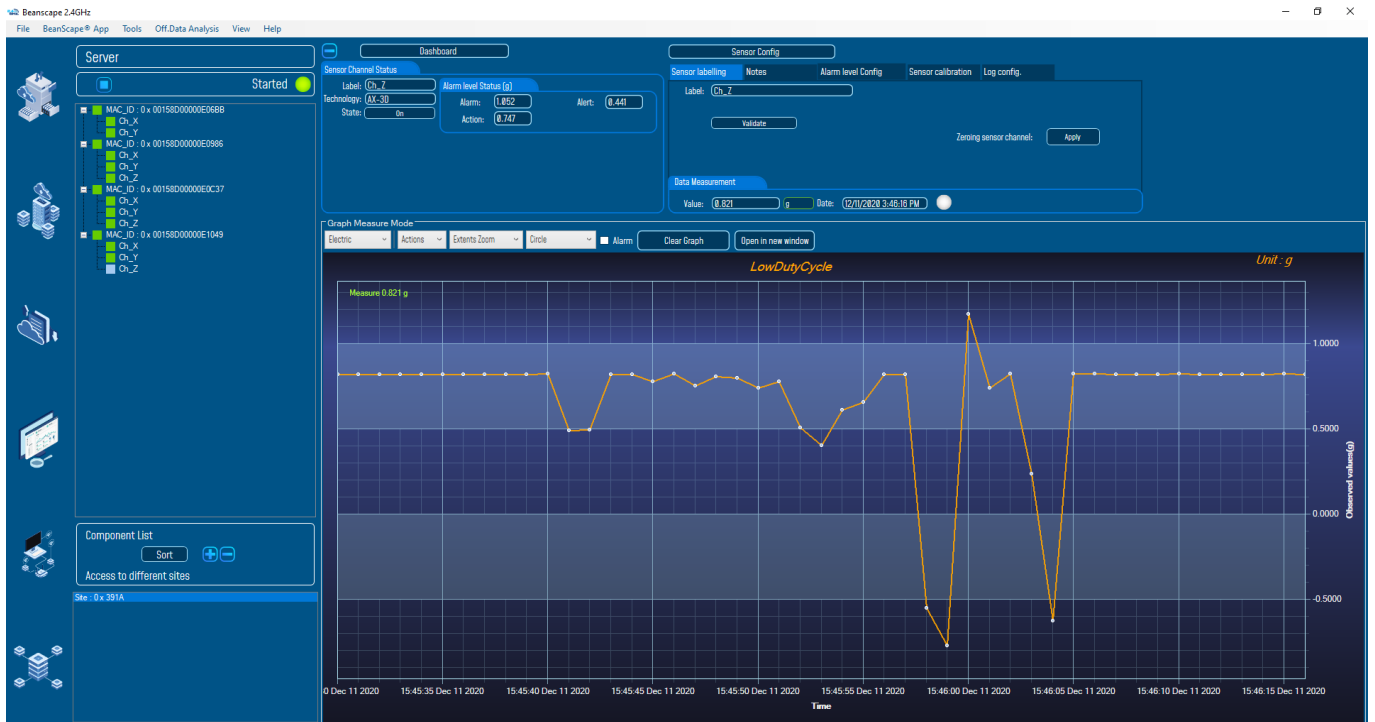 Beanscape 2.4GHz
File BeanScape® App Tools Off.Data Analysis View Help
Server
Started
MAC_ID : 0 x 00158D00000E06BB
Ch_X
Ch_Y
MAC_ID : 0 x 00158D00000E0986
Ch_X
Ch_Y
Ch_Z
MAC_ID : 0 x 00158D00000E0C37
Ch_X
Ch_Y
Ch_Z
MAC_ID : 0 x 00158D00000E1049
Ch_X
Ch_Y
Ch_Z
Component List
Sort
Access to different sites
Site : 0 x 391A
Dashboard
Sensor Channel Status
Label: Ch_Z
Technology: AX-3D
State: On
Alarm level Status (g)
Alarm: 1.052 Alert: 0.441
Action: 0.747
Sensor Config
Sensor labelling Notes Alarm level Config Sensor calibration Log config.
Label: Ch_Z
Validate
Zeroing sensor channel: Apply
Data Measurement
Value: 0.821 g Date: 12/11/2020 3:46:16 PM
Graph Measure Mode
Electric Actions Extents Zoom Circle Alarm Clear Graph Open in new window
LowDutyCycle
Unit : g
Measure 0.821 g
1.0000
0.5000
0.0000
-0.5000
Observed values(g)
0 Dec 11 2020 15:45:35 Dec 11 2020 15:45:40 Dec 11 2020 15:45:45 Dec 11 2020 15:45:50 Dec 11 2020 15:45:55 Dec 11 2020 15:46:00 Dec 11 2020 15:46:05 Dec 11 2020 15:46:10 Dec 11 2020 15:46:15 Dec 11 2020
Time